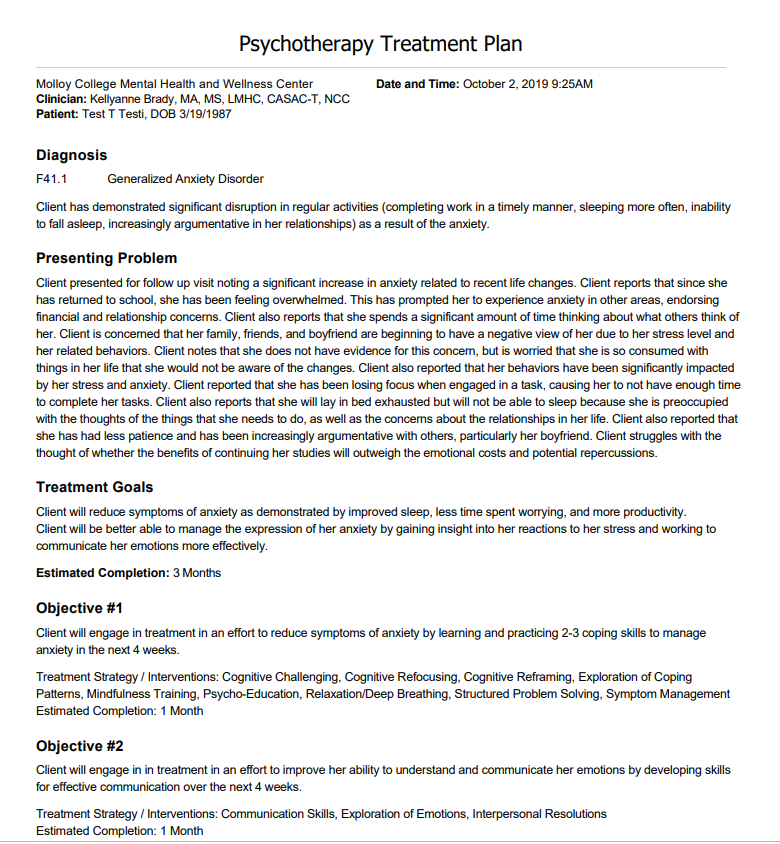 Psychotherapy Treatment Plan
Molloy College Mental Health and Wellness Center
Date and Time: October 2, 2019 9:25AM
Clinician: Kellyanne Brady, MA, MS, LMHC, CASAC-T, NCC
Patient: Test T Testi, DOB 3/19/1987
Diagnosis
F41.1 Generalized Anxiety Disorder
Client has demonstrated significant disruption in regular activities (completing work in a timely manner, sleeping more often, inability
to fall asleep, increasingly argumentative in her relationships) as a result of the anxiety.
Presenting Problem
Client presented for follow up visit noting a significant increase in anxiety related to recent life changes. Client reports that since she
has returned to school, she has been feeling overwhelmed. This has prompted her to experience anxiety in other areas, endorsing
financial and relationship concerns. Client also reports that she spends a significant amount of time thinking about what others think of
her. Client is concerned that her family, friends, and boyfriend are beginning to have a negative view of her due to her stress level and
her related behaviors. Client notes that she does not have evidence for this concern, but is worried that she is so consumed with
things in her life that she would not be aware of the changes. Client also reported that her behaviors have been significantly impacted
by her stress and anxiety. Client reported that she has been losing focus when engaged in a task, causing her to not have enough time
to complete her tasks. Client also reports that she will lay in bed exhausted but will not be able to sleep because she is preoccupied
with the thoughts of the things that she needs to do, as well as the concerns about the relationships in her life. Client also reported that
she has had less patience and has been increasingly argumentative with others, particularly her boyfriend. Client struggles with the
thought of whether the benefits of continuing her studies will outweigh the emotional costs and potential repercussions.
Treatment Goals
Client will reduce symptoms of anxiety as demonstrated by improved sleep, less time spent worrying, and more productivity.
Client will be better able to manage the expression of her anxiety by gaining insight into her reactions to her stress and working to
communicate her emotions more effectively.
Estimated Completion: 3 Months
Objective #1
Client will engage in treatment in an effort to reduce symptoms of anxiety by learning and practicing 2-3 coping skills to manage
anxiety in the next 4 weeks.
Treatment Strategy / Interventions: Cognitive Challenging, Cognitive Refocusing, Cognitive Reframing, Exploration of Coping
Patterns, Mindfulness Training, Psycho-Education, Relaxation/Deep Breathing, Structured Problem Solving, Symptom Management
Estimated Completion: 1 Month
Objective #2
Client will engage in in treatment in an effort to improve her ability to understand and communicate her emotions by developing skills
for effective communication over the next 4 weeks.
Treatment Strategy / Interventions: Communication Skills, Exploration of Emotions, Interpersonal Resolutions
Estimated Completion: 1 Month